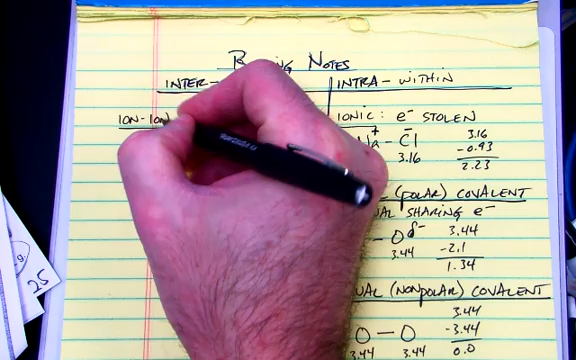 NOTES
INTER- INTRA - WITHIN
ION-ION
IONIC: e⁻ STOLEN
Na⁺ - Cl⁻ 3.16
3.16 -0.93
2.23
(POLAR) COVALENT
SHARING e⁻
- O δ⁻ 3.44
3.44 -2.1
1.34
(NONPOLAR) COVALENT
3.44
O - O -3.44
3.44 3.44 0.0
25